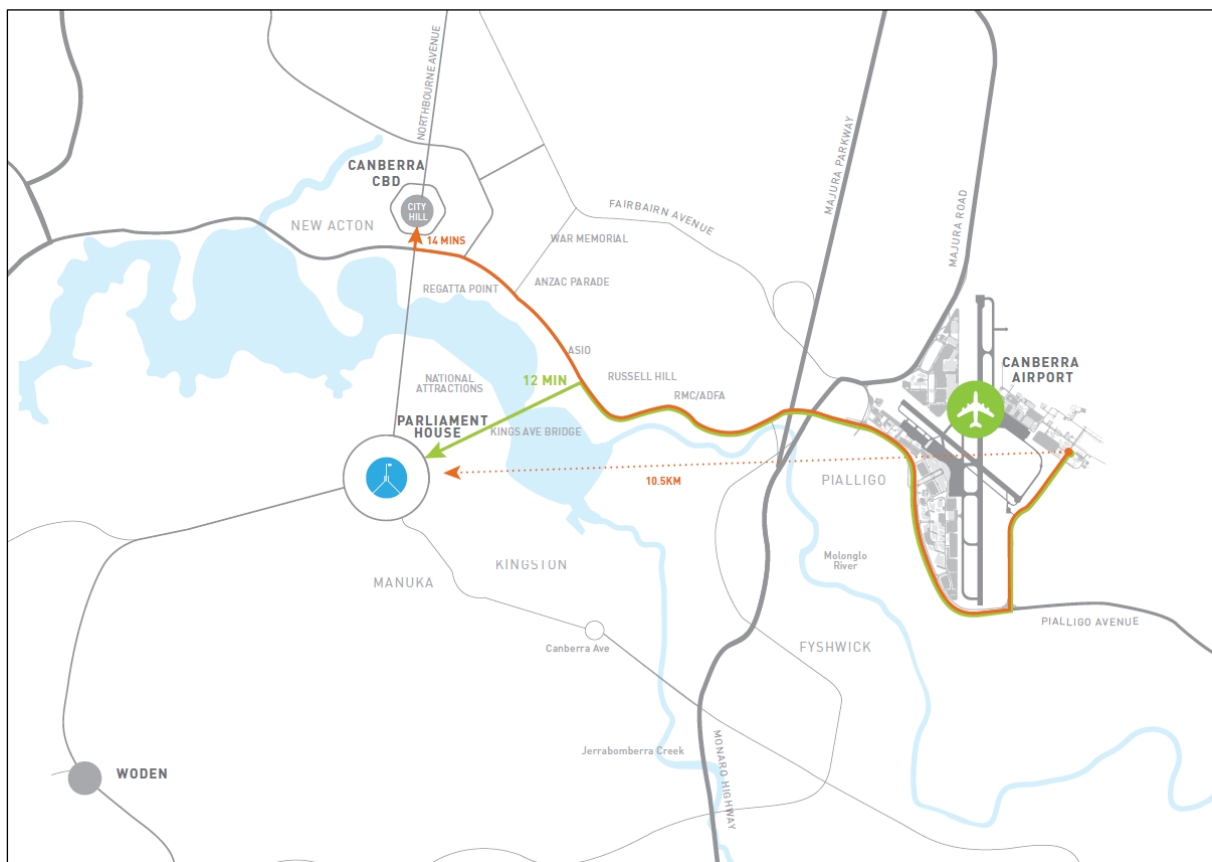 NORTHBOURNE AVENUE
CANBERRA
CBD
CITY
HILL
NEW ACTON
14 MINS
FAIRBAIRN AVENUE
WAR MEMORIAL
MAJURA PARKWAY
MAJURA ROAD
REGATTA POINT
ANZAC PARADE
ASIO
RUSSELL HILL
12 MIN
NATIONAL
ATTRACTIONS
RMC/ADFA
CANBERRA
AIRPORT
PARLIAMENT
HOUSE
KINGS AVE BRIDGE
10.5KM
PIALLIGO
Molonglo
River
KINGSTON
MANUKA
PIALLIGO AVENUE
Canberra Ave
FYSHWICK
Jerrabomberra Creek
MONARO HIGHWAY
WODEN